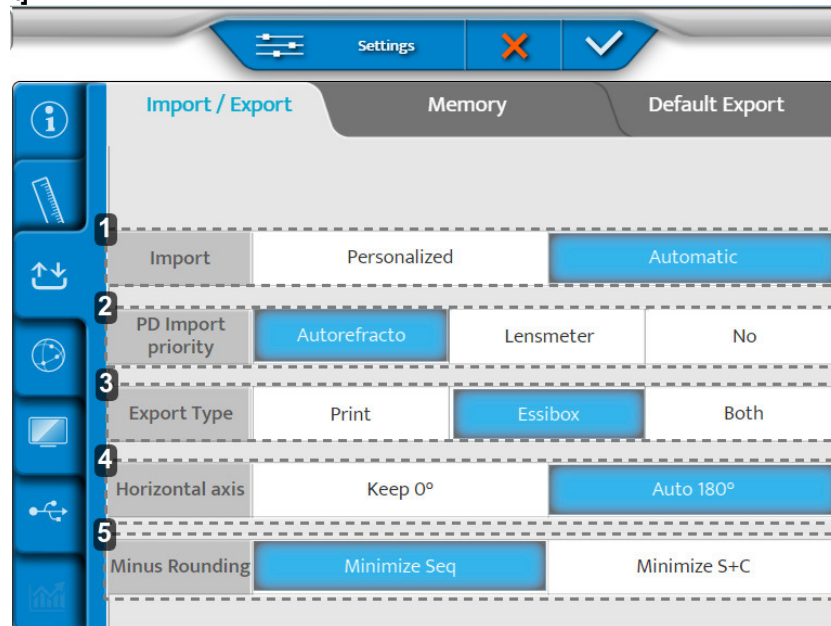 Settings
Import / Export Memory Default Export
1
Import Personalized Automatic
2
PD Import
priority Autorefracto Lensmeter No
3
Export Type Print Essibox Both
4
Horizontal axis Keep 0° Auto 180°
5
Minus Rounding Minimize Seq Minimize S+C